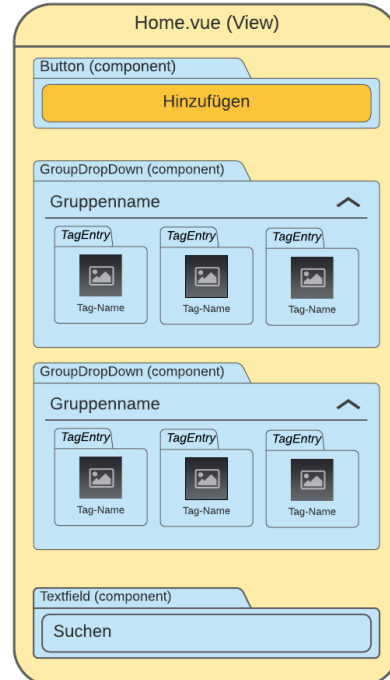 Home.vue (View)
Button (component)
Hinzufügen
GroupDropDown (component)
Gruppenname
TagEntry TagEntry TagEntry
Tag-Name Tag-Name Tag-Name
GroupDropDown (component)
Gruppenname
TagEntry TagEntry TagEntry
Tag-Name Tag-Name Tag-Name
Textfield (component)
Suchen